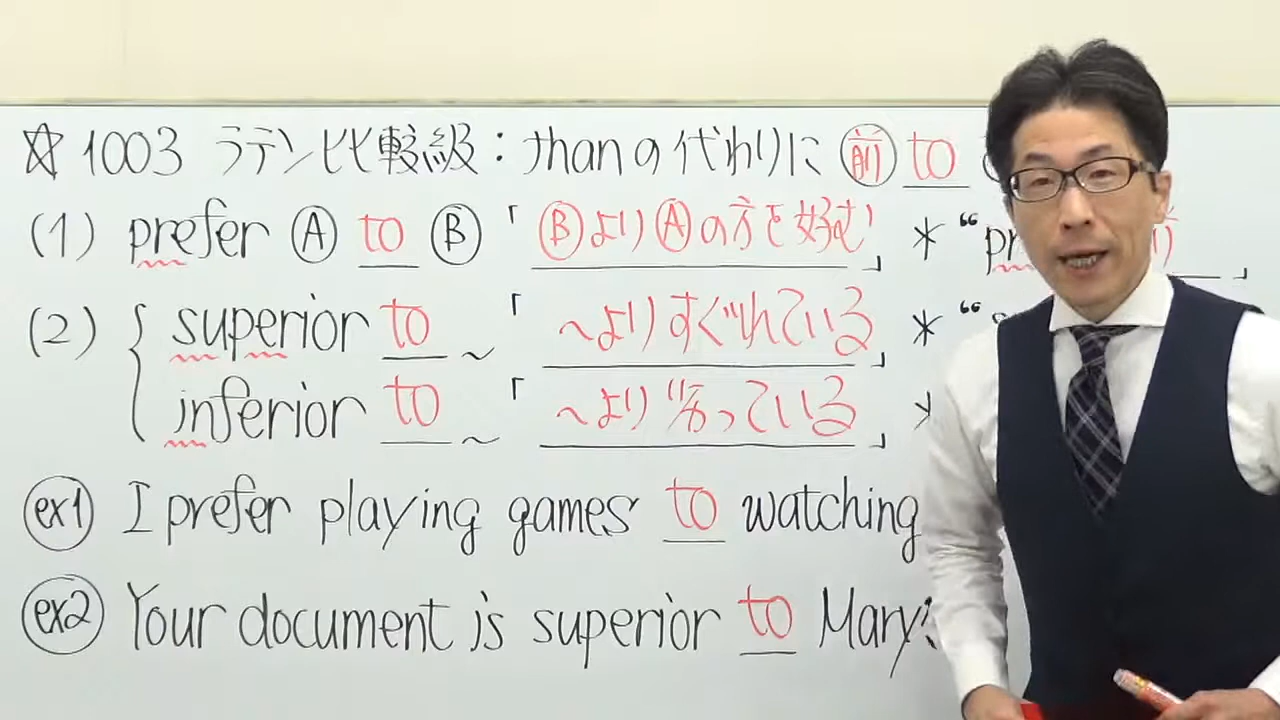 ☆ 1003 ラテン比較級：thanの代わりに 前 to
(1) prefer Ⓐ to Ⓑ 「ⒷよりⒶの方を好む」 * “pr
(2) { superior to ～ 「～よりすぐれている」 * “
inferior to ～ 「～より劣っている」 *
ex1 I prefer playing games to watching
ex2 Your document is superior to Mary's